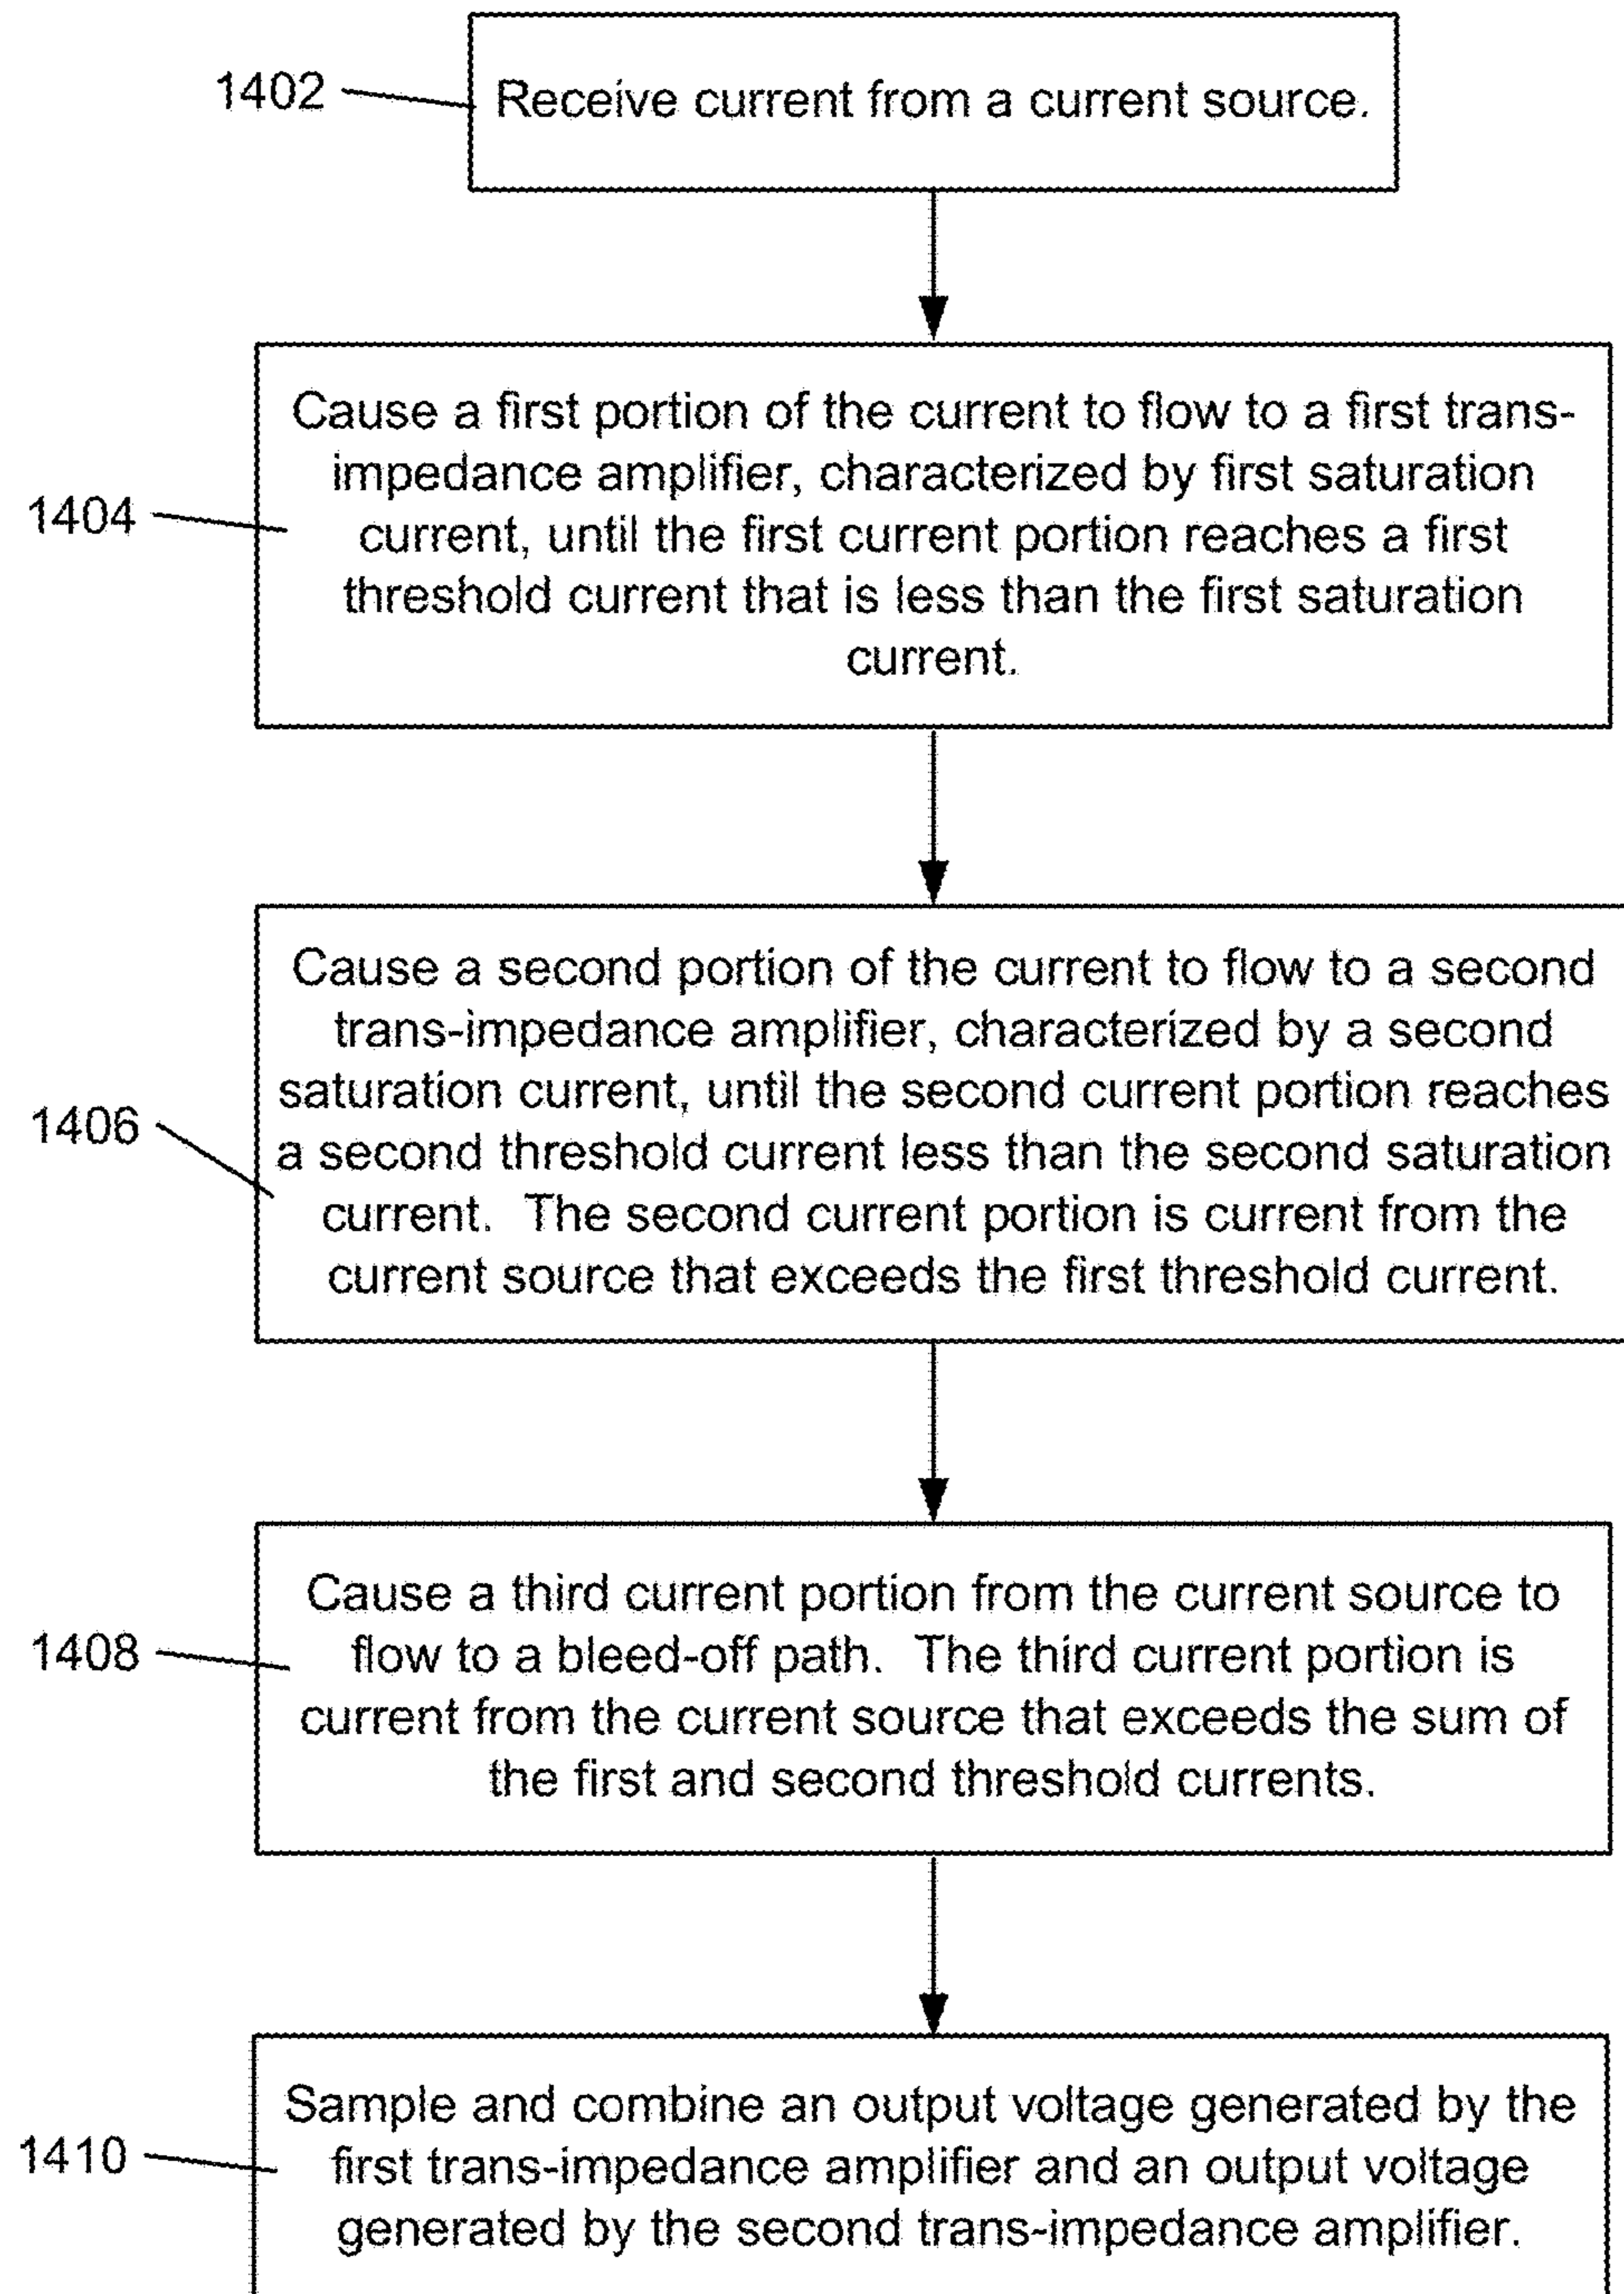 1402
Receive current from a current source.
Cause a first portion of the current to flow to a first trans-
impedance amplifier, characterized by first saturation
1404
current, until the first current portion reaches a first
threshold current that is less than the first saturation
current.
Cause a second portion of the current to flow to a second
trans-impedance amplifier, characterized by a second
saturation current, until the second current portion reaches
1406
a second threshold current less than the second saturation
current. The second current portion is current from the
current source that exceeds the first threshold current.
Cause a third current portion from the current source to
1408
flow to a bleed-off path. The third current portion is
current from the current source that exceeds the sum of
the first and second threshold currents.
Sample and combine an output voltage generated by the
1410
first trans-impedance amplifier and an output voltage
generated by the second trans-impedance amplifier.